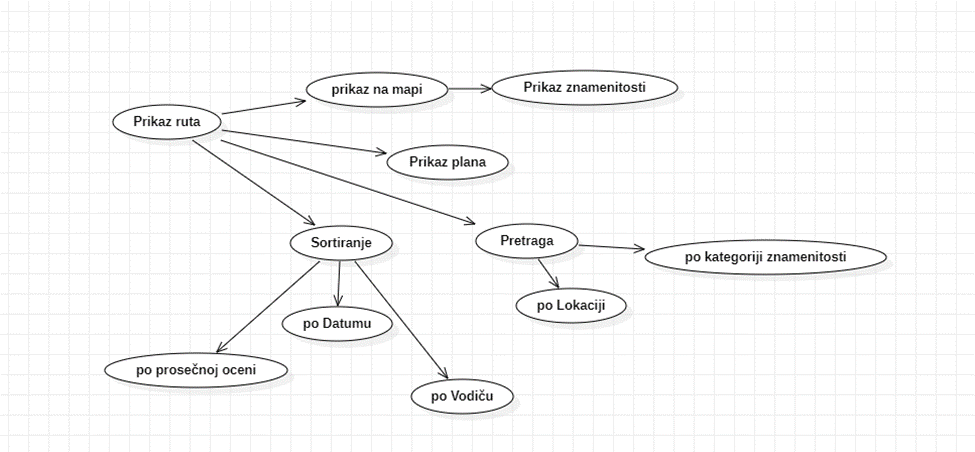 prikaz na mapi
Prikaz znamenitosti
Prikaz ruta
Prikaz plana
Sortiranje
Pretraga
po kategoriji znamenitosti
po Lokaciji
po Datumu
po prosečnoj oceni
po Vodiču